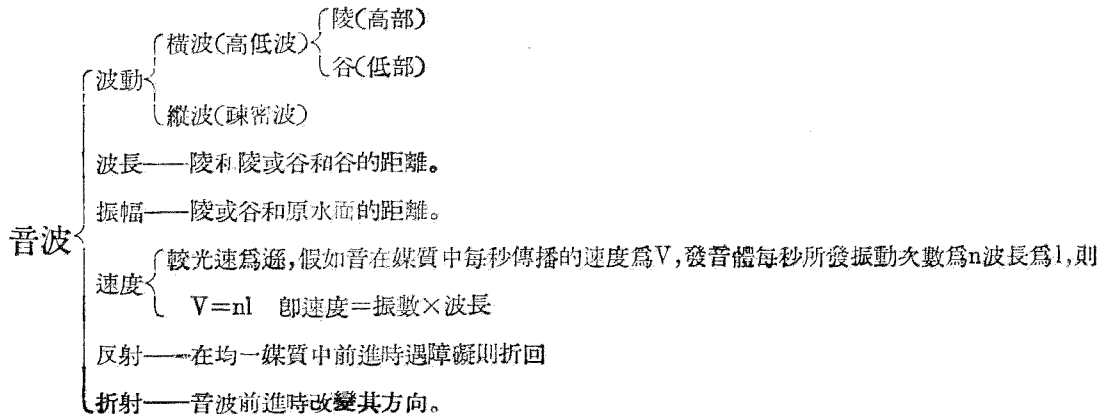 陵(高部)
橫波(高低波)
谷(低部)
波動
縱波(疎密波)
波長——陵和陵或谷和谷的距離。
振幅——陵或谷和原水面的距離。
音波
較光速爲遜,假如音在媒質中每秒傳播的速度爲V,發音體每秒所發振動次數爲n波長爲l,則
速度
V=nl 卽速度=振數×波長
反射——在均一媒質中前進時遇障礙則折回
折射——音波前進時改變其方向。